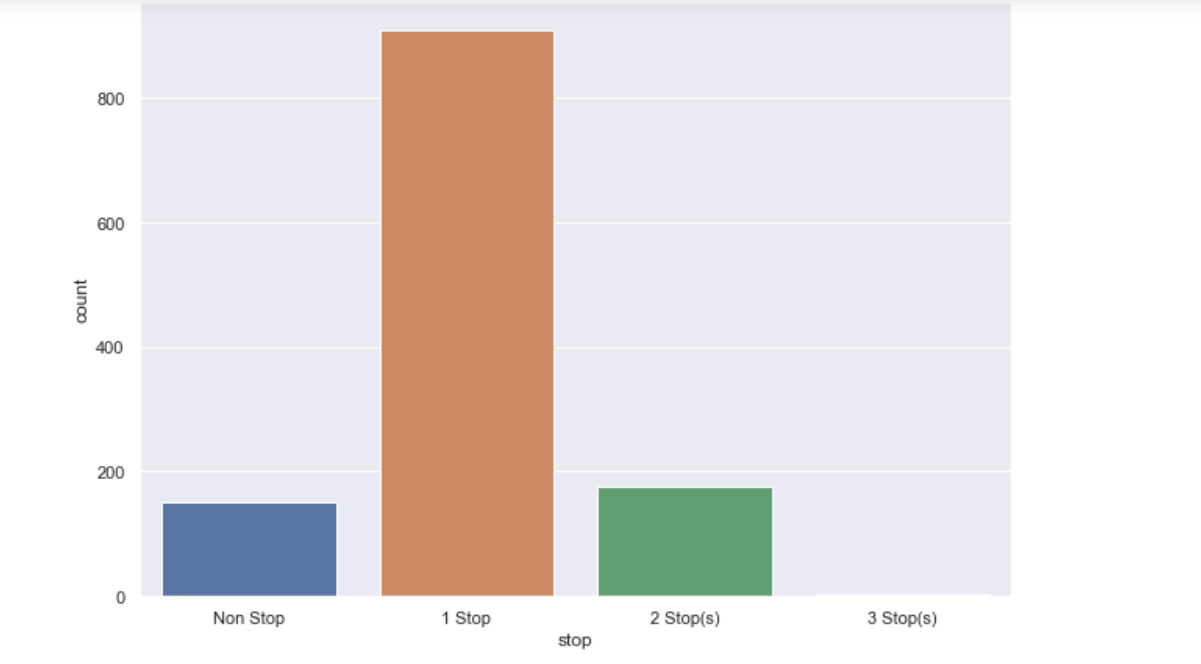 800
600
400
200
0
count
Non Stop
1 Stop
2 Stop(s)
3 Stop(s)
stop